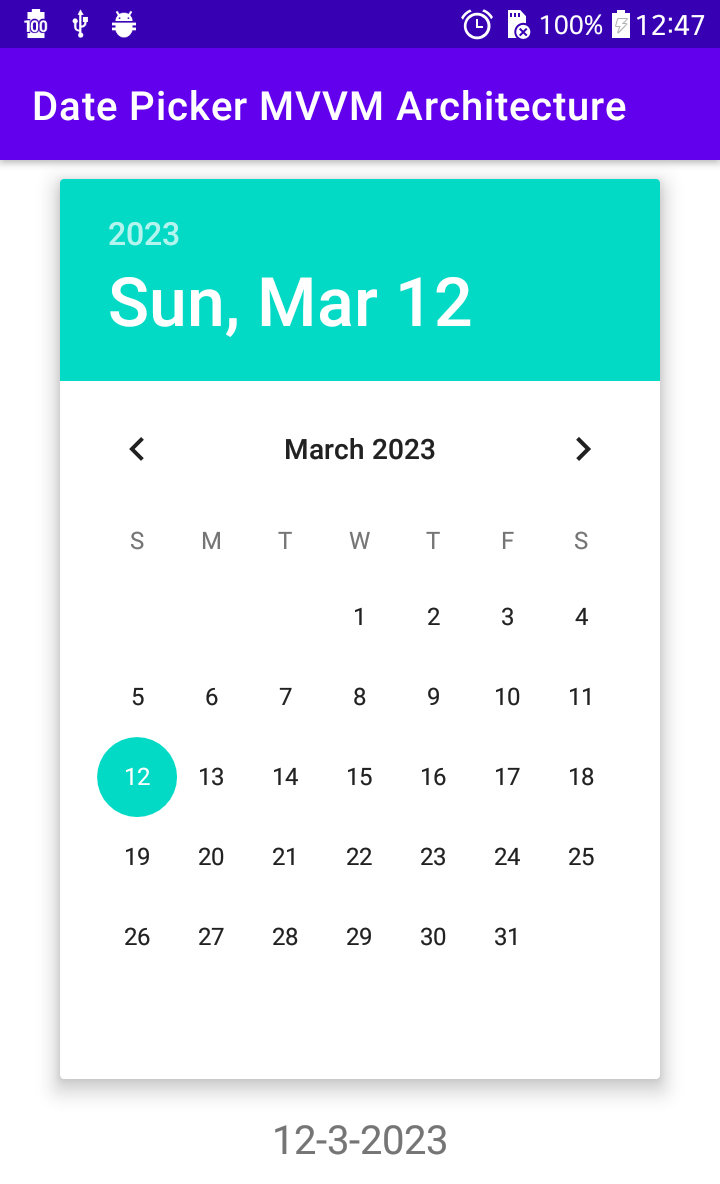 100 100% 12:47
Date Picker MVVM Architecture
2023
Sun, Mar 12
March 2023
S M T W T F S
1 2 3 4
5 6 7 8 9 10 11
12 13 14 15 16 17 18
19 20 21 22 23 24 25
26 27 28 29 30 31
12-3-2023